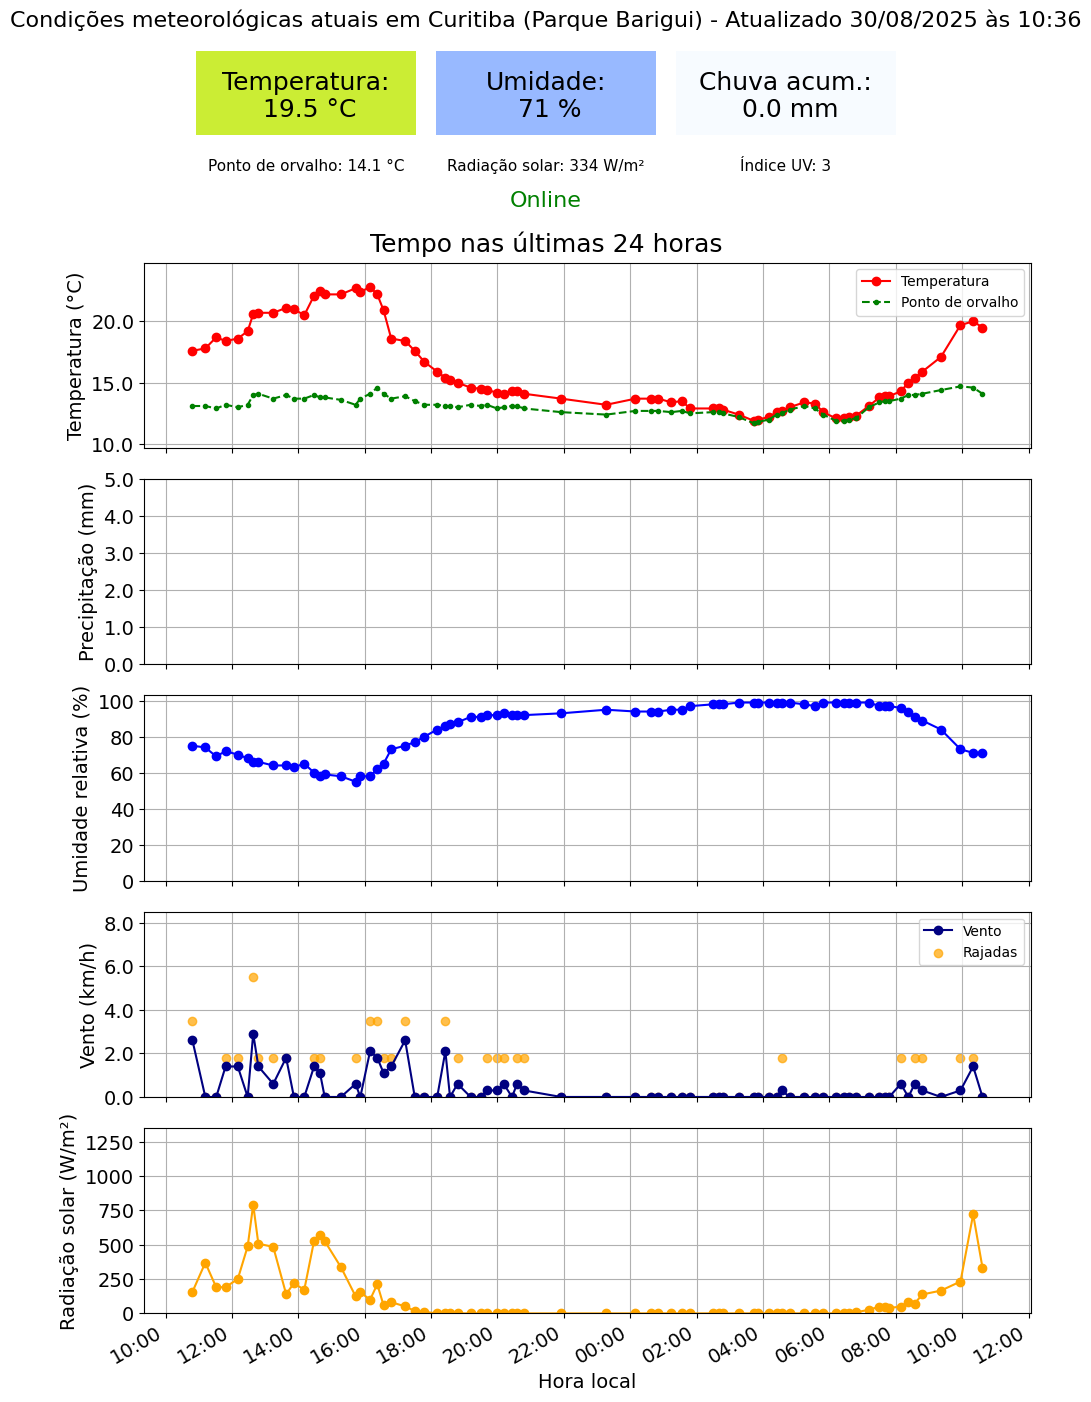 Condições meteorológicas atuais em Curitiba (Parque Barigui) - Atualizado 30/08/2025 às 10:36
Temperatura:
19.5 °C
Umidade:
71 %
Chuva acum.:
0.0 mm
Ponto de orvalho: 14.1 °C
Radiação solar: 334 W/m²
Índice UV: 3
Online
Tempo nas últimas 24 horas
Temperatura (°C)
20.0
15.0
10.0
Temperatura
Ponto de orvalho
Precipitação (mm)
5.0
4.0
3.0
2.0
1.0
0.0
Umidade relativa (%)
100
80
60
40
20
0
Vento (km/h)
8.0
6.0
4.0
2.0
0.0
Vento
Rajadas
Radiação solar (W/m²)
1250
1000
750
500
250
0
10:00
12:00
14:00
16:00
18:00
20:00
22:00
00:00
02:00
04:00
06:00
08:00
10:00
12:00
Hora local